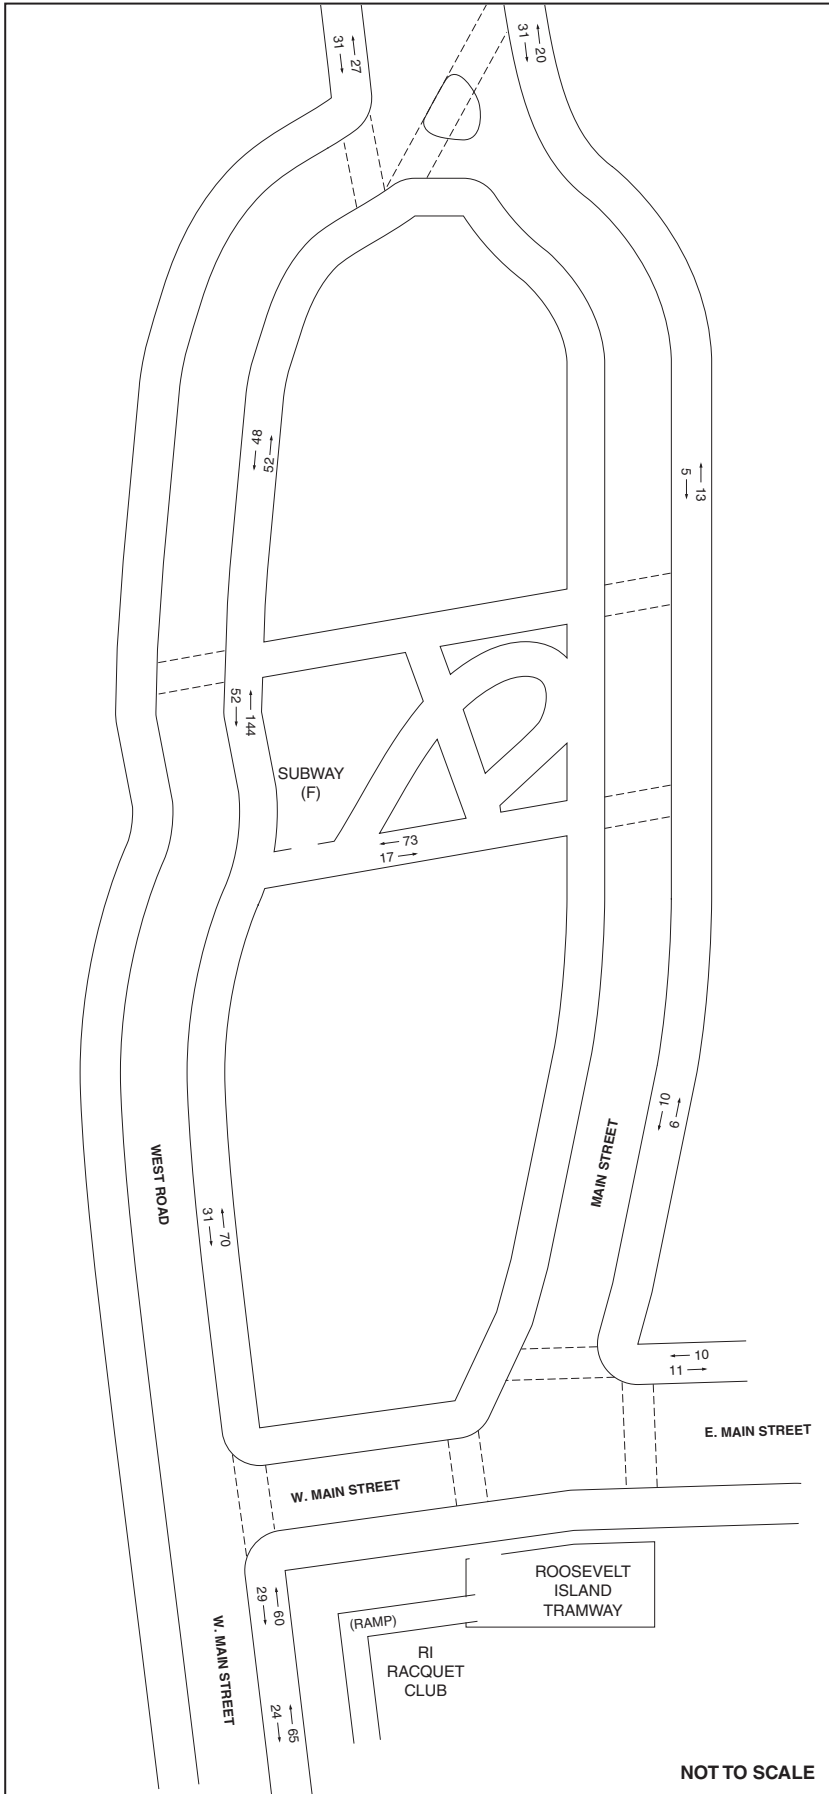 31
27
31
20
48
52
5
13
52
144
SUBWAY
(F)
73
17
10
MAIN STREET
WEST ROAD
31
70
10
11
E. MAIN STREET
W. MAIN STREET
29
60
ROOSEVELT
ISLAND
TRAMWAY
(RAMP)
RI
RACQUET
CLUB
W. MAIN STREET
24
65
NOT TO SCALE